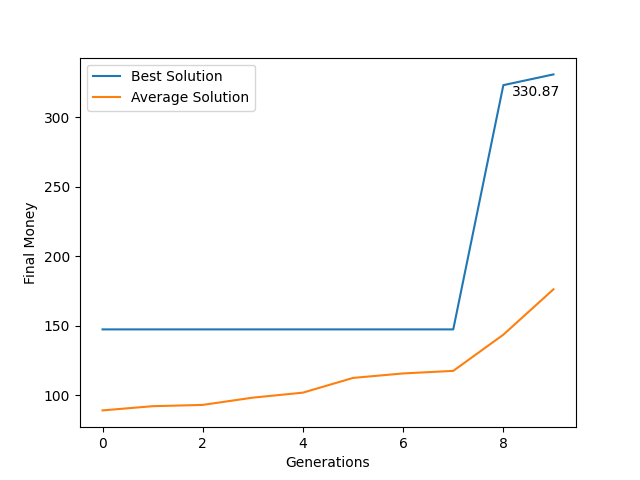 Best Solution
Average Solution
330.87
300
250
200
150
100
Final Money
0 2 4 6 8
Generations